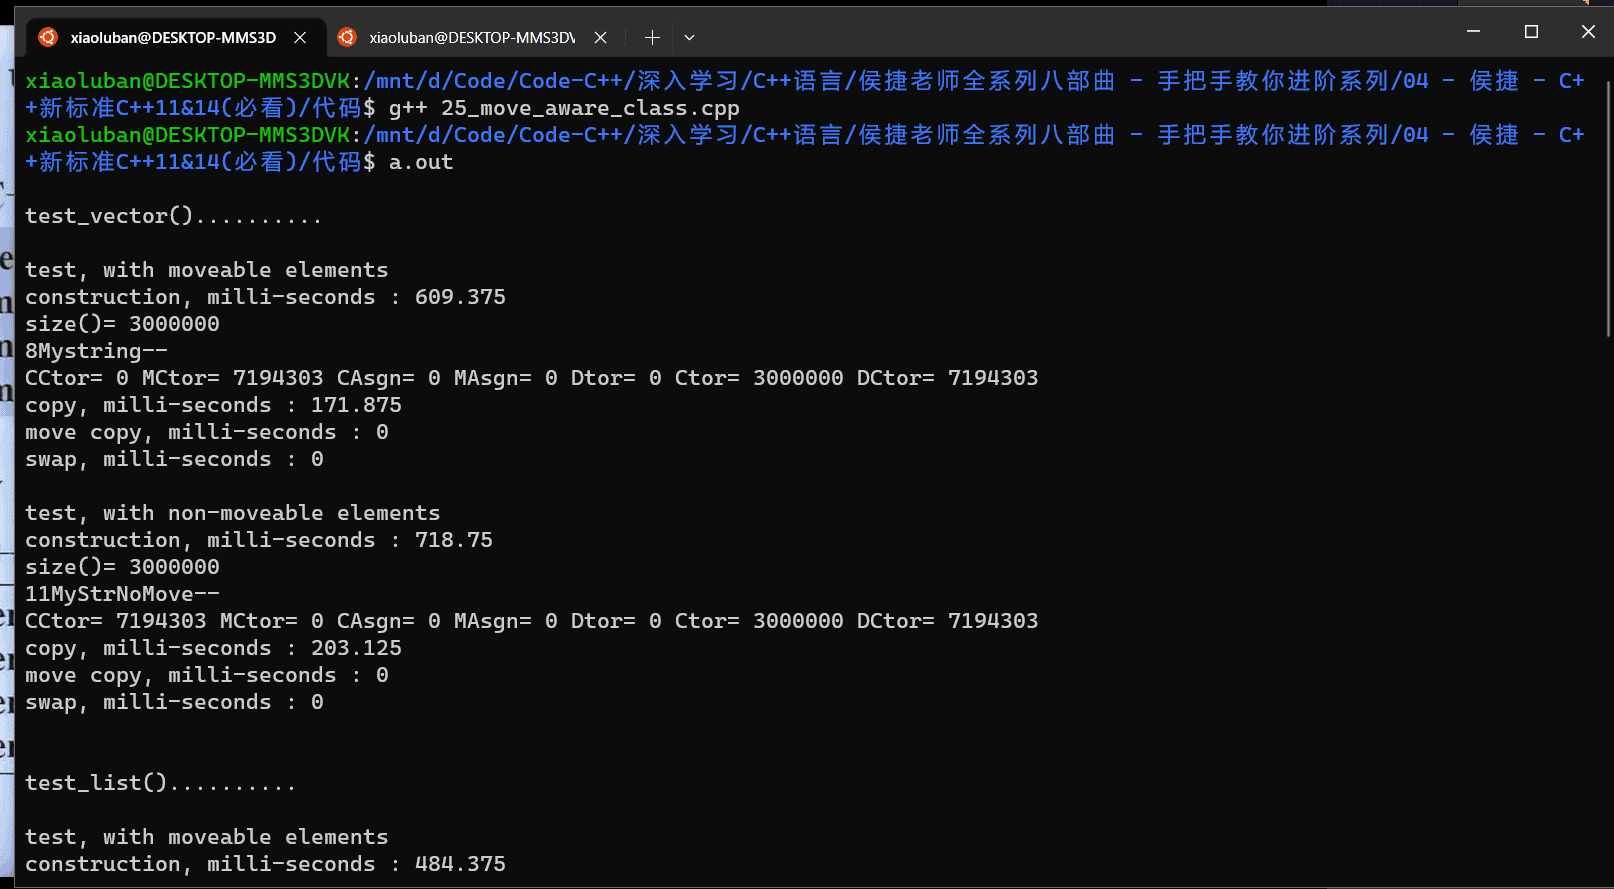 xiaoluban@DESKTOP-MMS3D
xiaoluban@DESKTOP-MMS3DV
xiaoluban@DESKTOP-MMS3DVK:/mnt/d/Code/Code-C++/深入学习/C++语言/侯捷老师全系列八部曲 - 手把手教你进阶系列/04 - 侯捷 - C+
+新标准C++11&14(必看)/代码$ g++ 25_move_aware_class.cpp
xiaoluban@DESKTOP-MMS3DVK:/mnt/d/Code/Code-C++/深入学习/C++语言/侯捷老师全系列八部曲 - 手把手教你进阶系列/04 - 侯捷 - C+
+新标准C++11&14(必看)/代码$ a.out
test_vector()..........
test, with moveable elements
construction, milli-seconds : 609.375
size()= 3000000
8Mystring--
CCtor= 0 MCtor= 7194303 CAsgn= 0 MAsgn= 0 Dtor= 0 Ctor= 3000000 DCtor= 7194303
copy, milli-seconds : 171.875
move copy, milli-seconds : 0
swap, milli-seconds : 0
test, with non-moveable elements
construction, milli-seconds : 718.75
size()= 3000000
11MyStrNoMove--
CCtor= 7194303 MCtor= 0 CAsgn= 0 MAsgn= 0 Dtor= 0 Ctor= 3000000 DCtor= 7194303
copy, milli-seconds : 203.125
move copy, milli-seconds : 0
swap, milli-seconds : 0
test_list()..........
test, with moveable elements
construction, milli-seconds : 484.375